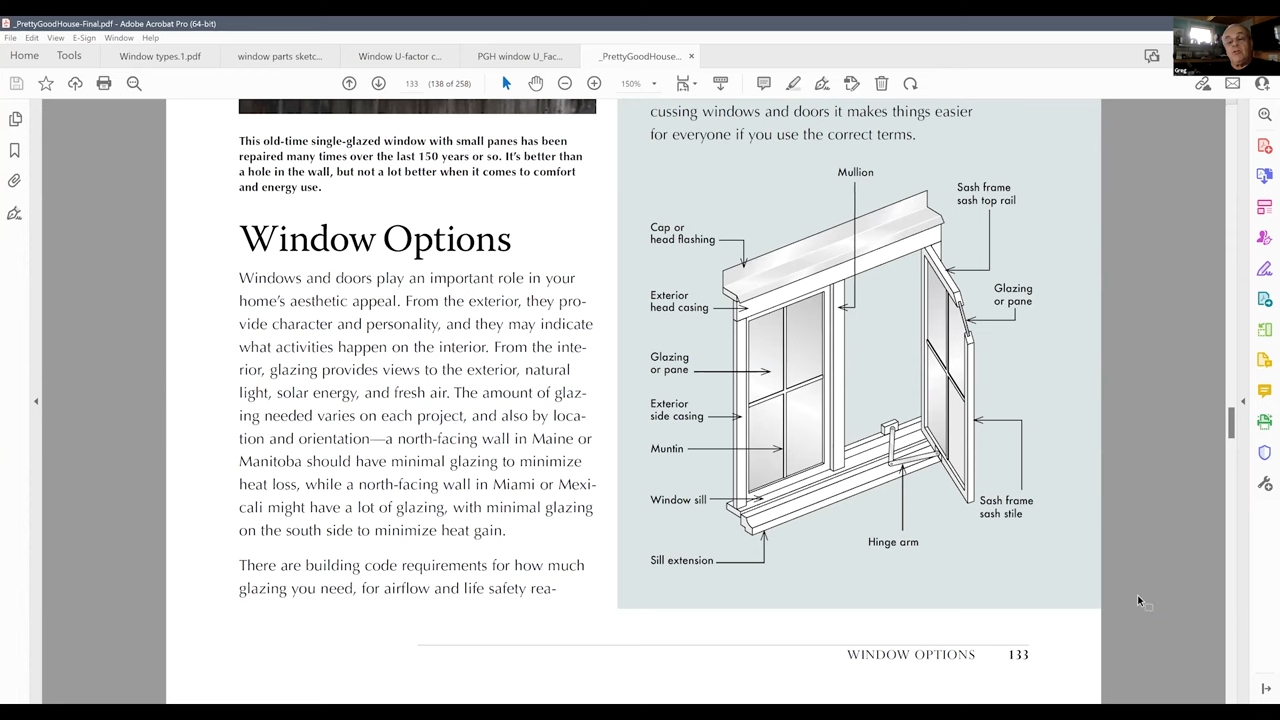 _PrettyGoodHouse-Final.pdf - Adobe Acrobat Pro (64-bit)
File Edit View E-Sign Window Help
Home Tools Window types.1.pdf window parts sketc... Window U-factor c... PGH window U_Fac... _PrettyGoodHouse... ×
133 (138 of 258) 150%
Greg
This old-time single-glazed window with small panes has been
repaired many times over the last 150 years or so. It's better than
a hole in the wall, but not a lot better when it comes to comfort
and energy use.
Window Options
Windows and doors play an important role in your
home's aesthetic appeal. From the exterior, they pro-
vide character and personality, and they may indicate
what activities happen on the interior. From the inte-
rior, glazing provides views to the exterior, natural
light, solar energy, and fresh air. The amount of glaz-
ing needed varies on each project, and also by loca-
tion and orientation—a north-facing wall in Maine or
Manitoba should have minimal glazing to minimize
heat loss, while a north-facing wall in Miami or Mexi-
cali might have a lot of glazing, with minimal glazing
on the south side to minimize heat gain.
There are building code requirements for how much
glazing you need, for airflow and life safety rea-
cussing windows and doors it makes things easier
for everyone if you use the correct terms.
Mullion
Sash frame
sash top rail
Cap or
head flashing
Glazing
or pane
Exterior
head casing
Glazing
or pane
Exterior
side casing
Muntin
Window sill
Sash frame
sash stile
Hinge arm
Sill extension
WINDOW OPTIONS 133